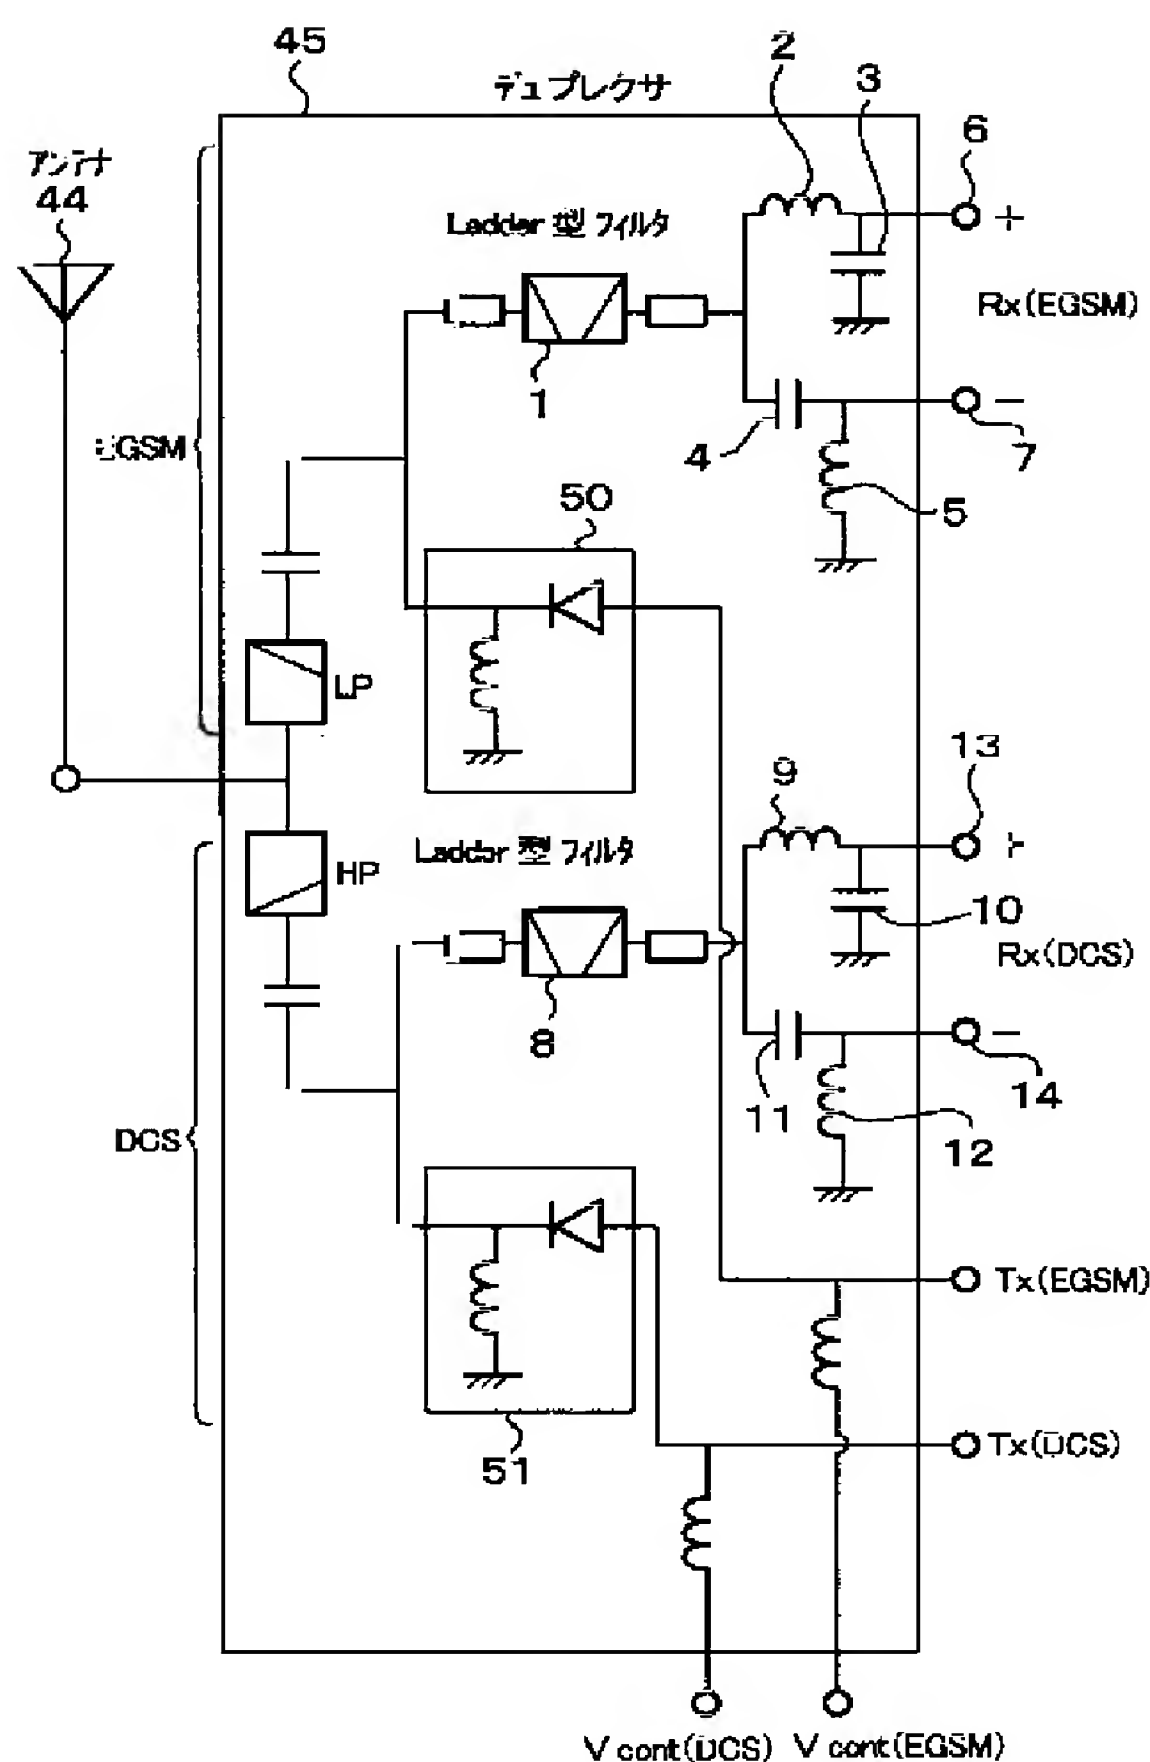 45
デュプレクサ
2
3
6
アンテナ
44
Ladder 型 フィルタ
+
Rx(EGSM)
1
EGSM
4
−
7
50
5
LP
13
9
Ladder 型 フィルタ
+
HP
10
Rx(DCS)
8
−
11
14
DCS
12
Tx(EGSM)
51
Tx(DCS)
V cont(DCS) V cont(EGSM)